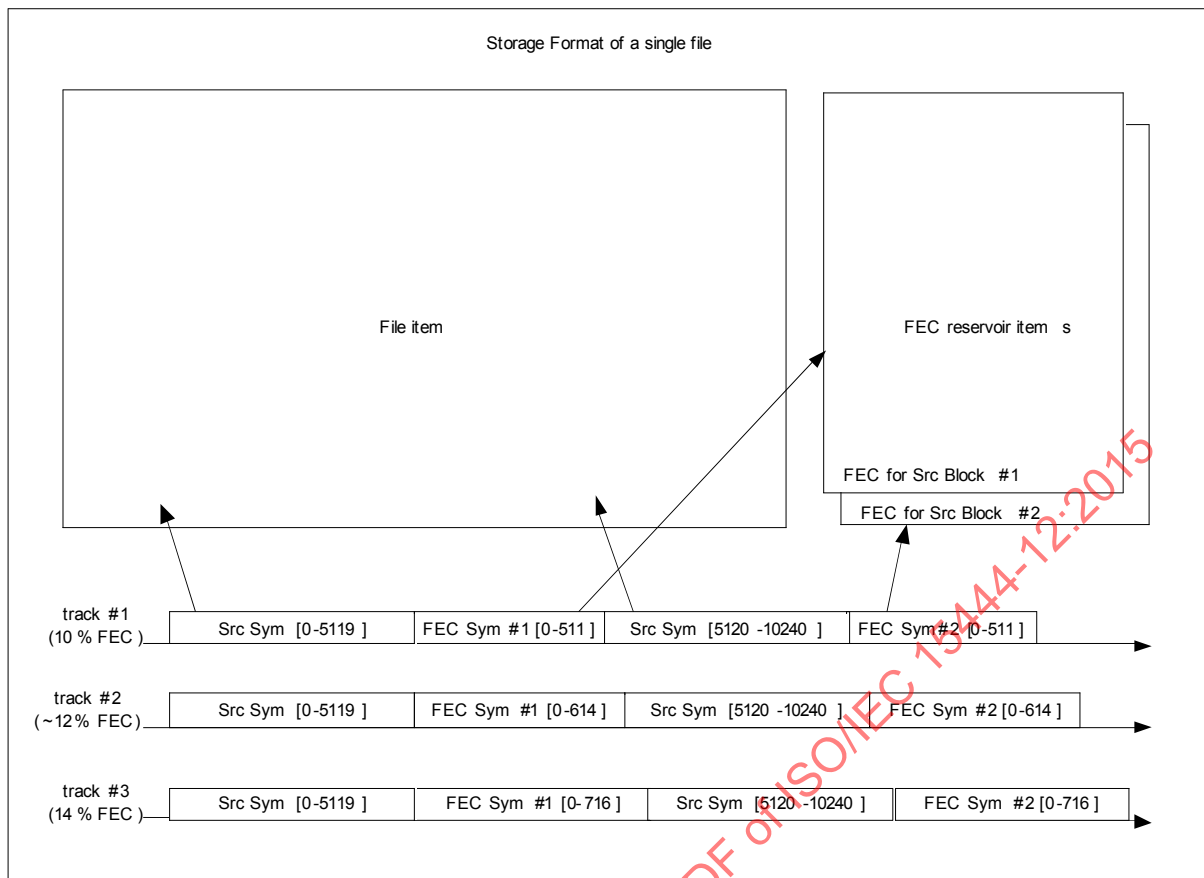 Storage Format of a single file
File item
FEC reservoir item s
FEC for Src Block #1
FEC for Src Block #2
track #1
(10 % FEC)
Src Sym [0-5119 ]
FEC Sym #1 [0-511 ]
Src Sym [5120 -10240 ]
FEC Sym#2 [0-511 ]
track #2
(~12 % FEC)
Src Sym [0-5119 ]
FEC Sym #1 [0-614 ]
Src Sym [5120 -10240 ]
FEC Sym #2 [0-614 ]
track #3
(14 % FEC )
Src Sym [0-5119 ]
FEC Sym #1 [0-716 ]
Src Sym [5120 -10240 ]
FEC Sym #2 [0-716 ]
DF of ISO/IEC 15444-12:2015